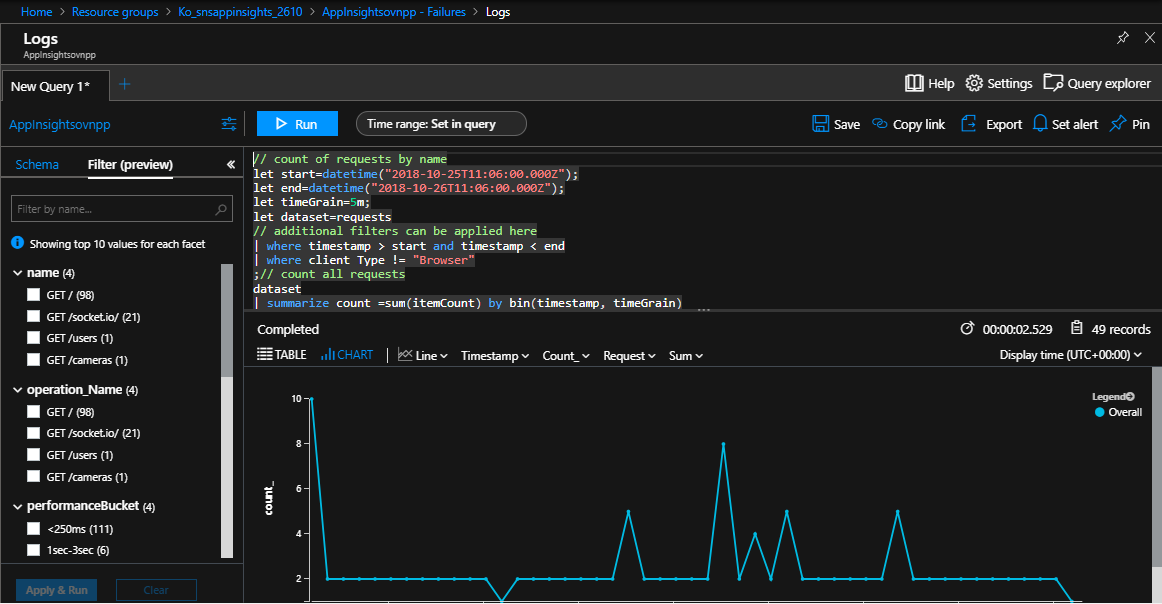 Home > Resource groups > Ko_snsappinsights_2610 > AppInsightsovnpp - Failures > Logs
Logs
AppInsightsovnpp
New Query 1*
Help Settings Query explorer
AppInsightsovnpp
Run
Time range: Set in query
Save Copy link Export Set alert Pin
Schema Filter (preview) «
Filter by name...
Showing top 10 values for each facet
name (4)
GET / (98)
GET /socket.io/ (21)
GET /users (1)
GET /cameras (1)
operation_Name (4)
GET / (98)
GET /socket.io/ (21)
GET /users (1)
GET /cameras (1)
performanceBucket (4)
<250ms (111)
1sec-3sec (6)
Apply & Run Clear
// count of requests by name
let start=datetime("2018-10-25T11:06:00.000Z");
let end=datetime("2018-10-26T11:06:00.000Z");
let timeGrain=5m;
let dataset=requests
// additional filters can be applied here
| where timestamp > start and timestamp < end
| where client Type != "Browser"
;// count all requests
dataset
| summarize count =sum(itemCount) by bin(timestamp, timeGrain)
Completed
00:00:02.529 49 records
TABLE CHART | Line Timestamp Count_ Request Sum
Display time (UTC+00:00)
Legend
Overall
count_
10
8
6
4
2